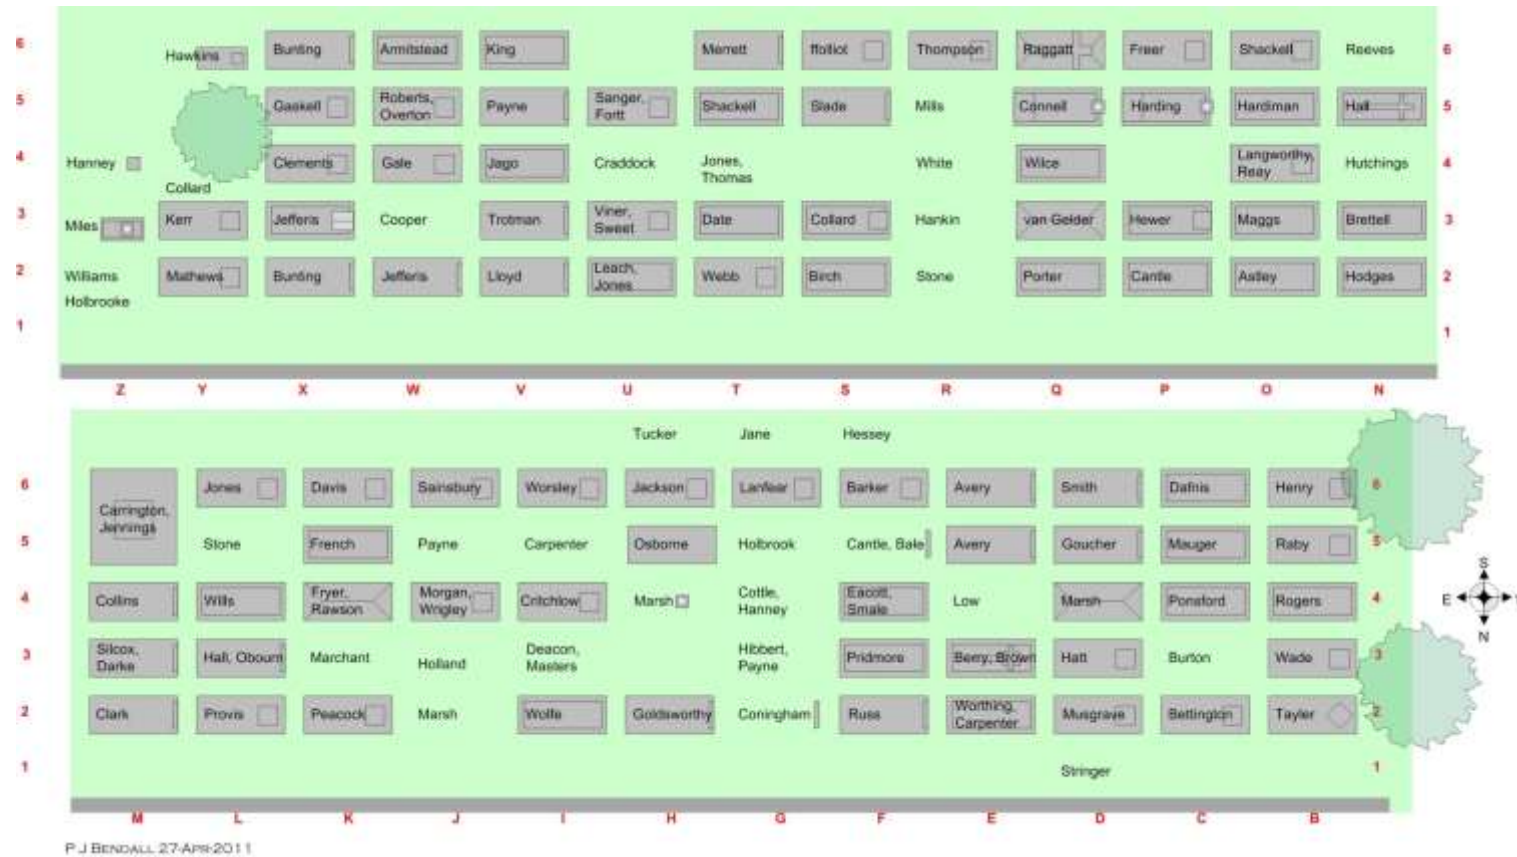 6 Hawkins Bunting Armitstead King Merrett ffolliot Thompson Raggatt Freer Shackell Reeves 6
5 Gaskell Roberts, Overton Payne Sanger, Fortt Shackell Slade Mills Connell Harding Hardiman Hall 5
4 Hanney Clements Gale Jago Craddock Jones, Thomas White Wilce Langworthy, Reay Hutchings 4
Collard
3 Miles Kerr Jefferis Cooper Trotman Viner, Sweet Date Collard Hankin van Gelder Hewer Maggs Brettell 3
2 Williams Mathews Bunting Jefferis Lloyd Leach, Jones Webb Birch Stone Porter Cantle Astley Hodges 2
Holbrooke
1 1
Z Y X W V U T S R Q P O N
Tucker Jane Hessey
6 Carrington, Jennings Jones Davis Sainsbury Worsley Jackson Lanfear Barker Avery Smith Dafnis Henry 6
5 Stone French Payne Carpenter Osborne Holbrook Cantle, Bale Avery Goucher Mauger Raby 5
4 Collins Wills Fryer, Rawson Morgan, Wrigley Critchlow Marsh Cottle, Hanney Eacott, Smale Low Marsh Ponsford Rogers 4
3 Silcox, Darke Hall, Obourn Marchant Holland Deacon, Masters Hibbert, Payne Pridmore Berry, Brown Hatt Burton Wade 3
2 Clark Provis Peacock Marsh Wolfe Goldsworthy Coningham Russ Worthing, Carpenter Musgrave Bettington Tayler 2
1 Stringer 1
M L K J I H G F E D C B
S
E
N
P J BENDALL 27-APR-2011